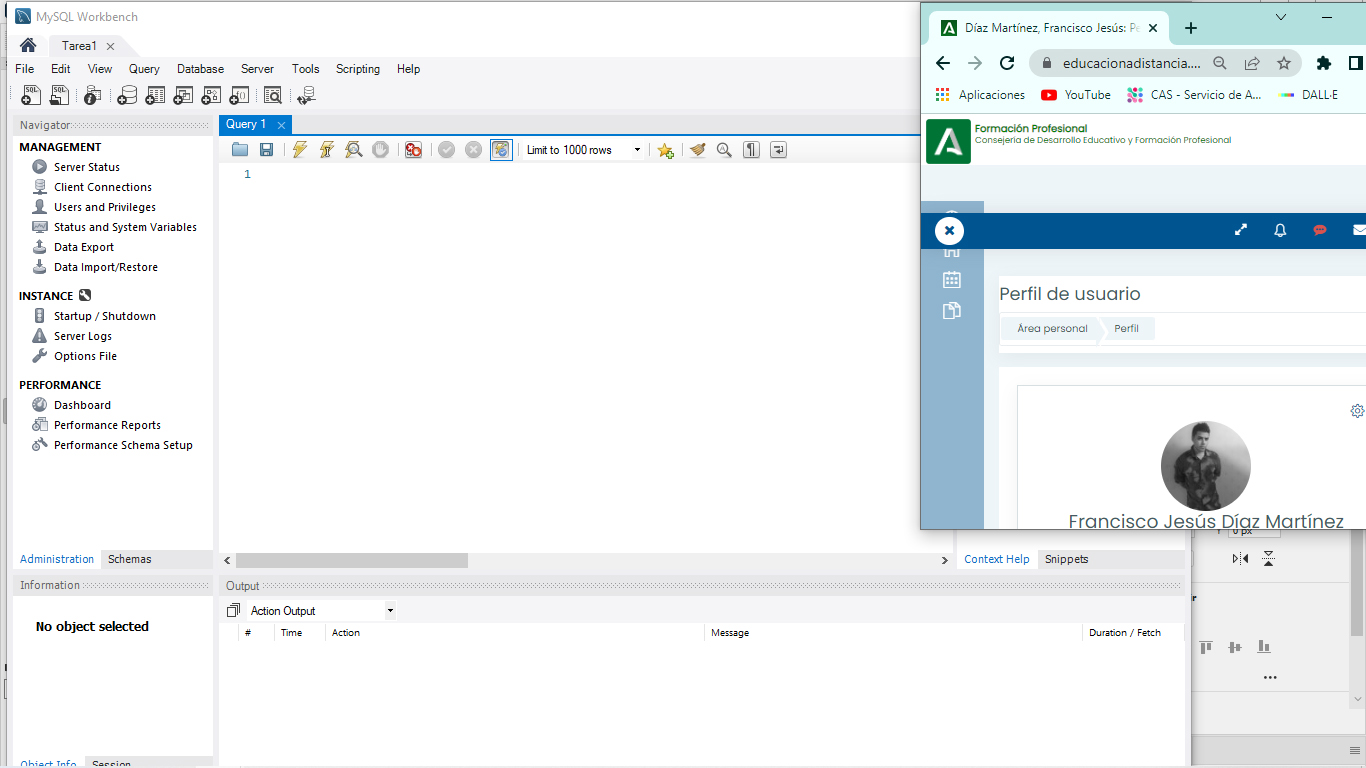 MySQL Workbench
Tarea1
File Edit View Query Database Server Tools Scripting Help
Navigator
MANAGEMENT
Server Status
Client Connections
Users and Privileges
Status and System Variables
Data Export
Data Import/Restore
INSTANCE
Startup / Shutdown
Server Logs
Options File
PERFORMANCE
Dashboard
Performance Reports
Performance Schema Setup
Administration Schemas
Information
No object selected
Object Info Session
Query 1
Limit to 1000 rows
1
Context Help Snippets
Output
Action Output
# Time Action Message Duration / Fetch
Díaz Martínez, Francisco Jesús: Pe
educacionadistancia....
Aplicaciones YouTube CAS - Servicio de A... DALL·E
Formación Profesional
Consejería de Desarrollo Educativo y Formación Profesional
Perfil de usuario
Área personal Perfil
Francisco Jesús Díaz Martínez
0 px